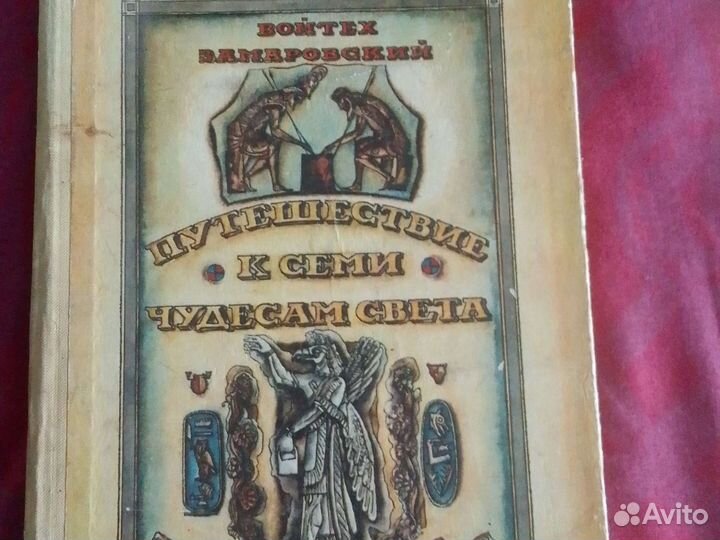 ВОЙТЕХ
ЗАМАРОВСКИЙ
ПУТЕШЕСТВИЕ
К СЕМИ
ЧУДЕСАМ СВЕТА
Avito